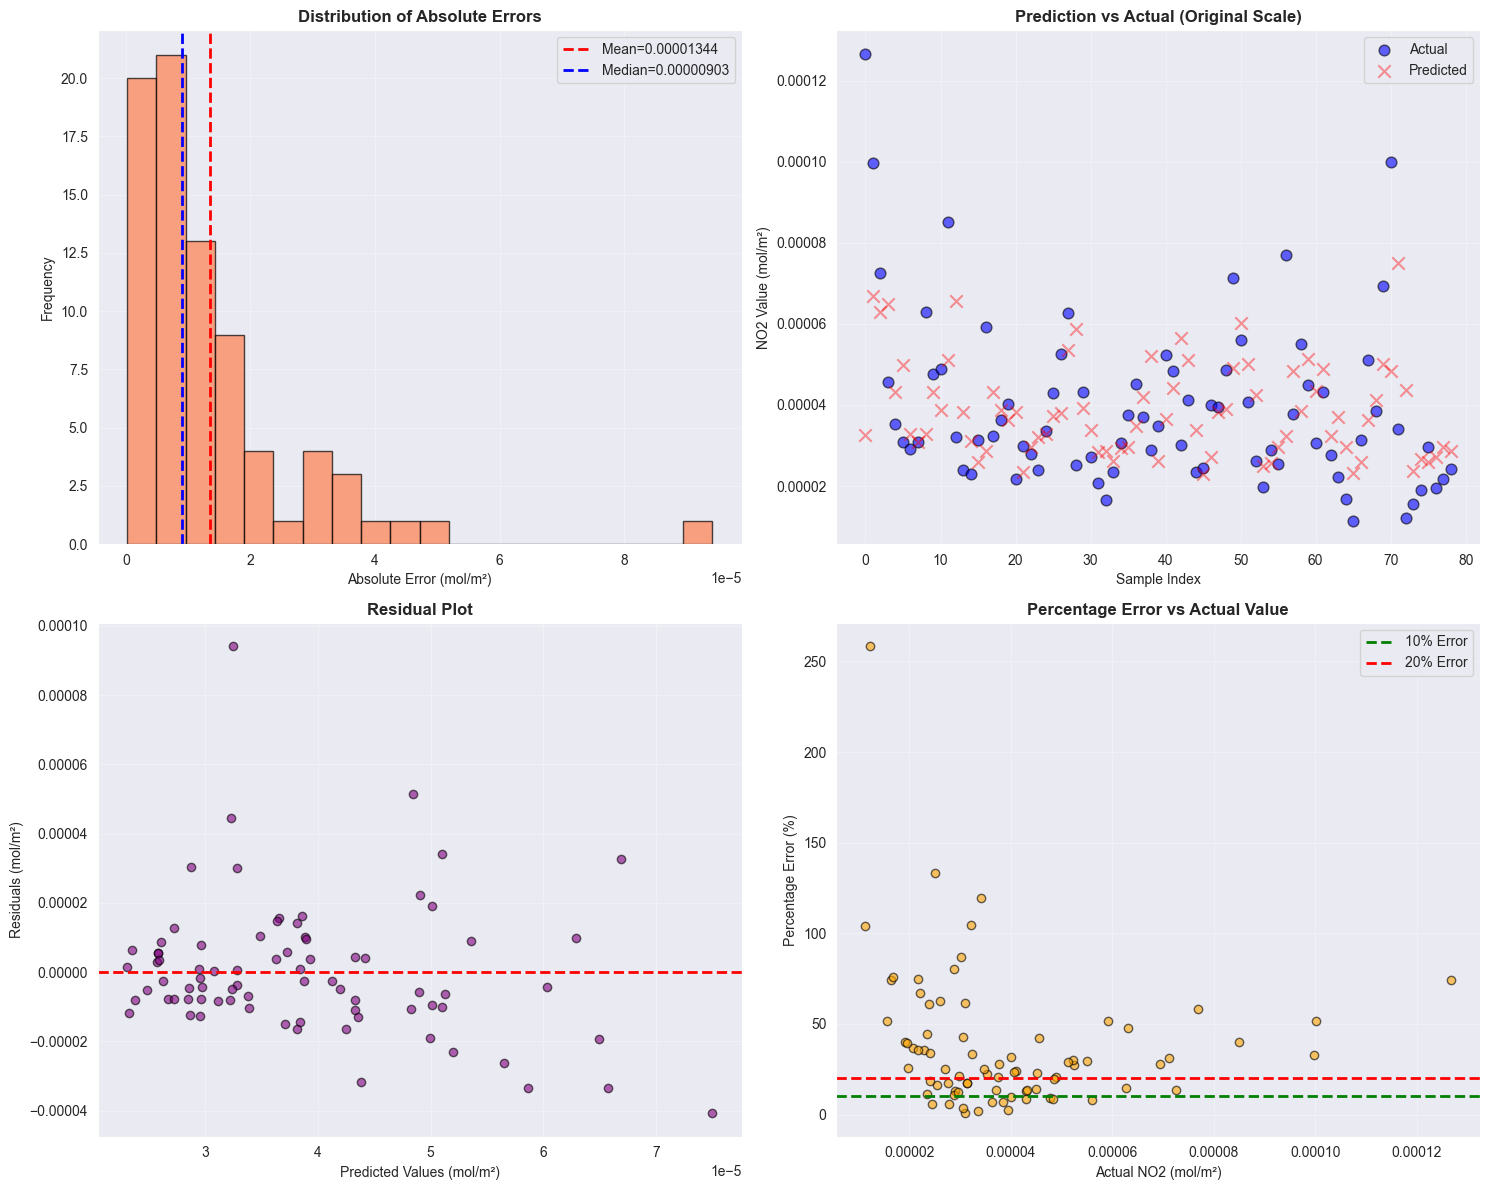 Distribution of Absolute Errors
Mean=0.00001344
Median=0.00000903
20.0
17.5
15.0
12.5
10.0
7.5
5.0
2.5
0.0
Frequency
0 2 4 6 8
1e−5
Absolute Error (mol/m²)
Prediction vs Actual (Original Scale)
Actual
Predicted
0.00012
0.00010
0.00008
0.00006
0.00004
0.00002
NO2 Value (mol/m²)
0 10 20 30 40 50 60 70 80
Sample Index
Residual Plot
0.00010
0.00008
0.00006
0.00004
0.00002
0.00000
−0.00002
−0.00004
Residuals (mol/m²)
3 4 5 6 7
1e−5
Predicted Values (mol/m²)
Percentage Error vs Actual Value
10% Error
20% Error
250
200
150
100
50
0
Percentage Error (%)
0.00002 0.00004 0.00006 0.00008 0.00010 0.00012
Actual NO2 (mol/m²)